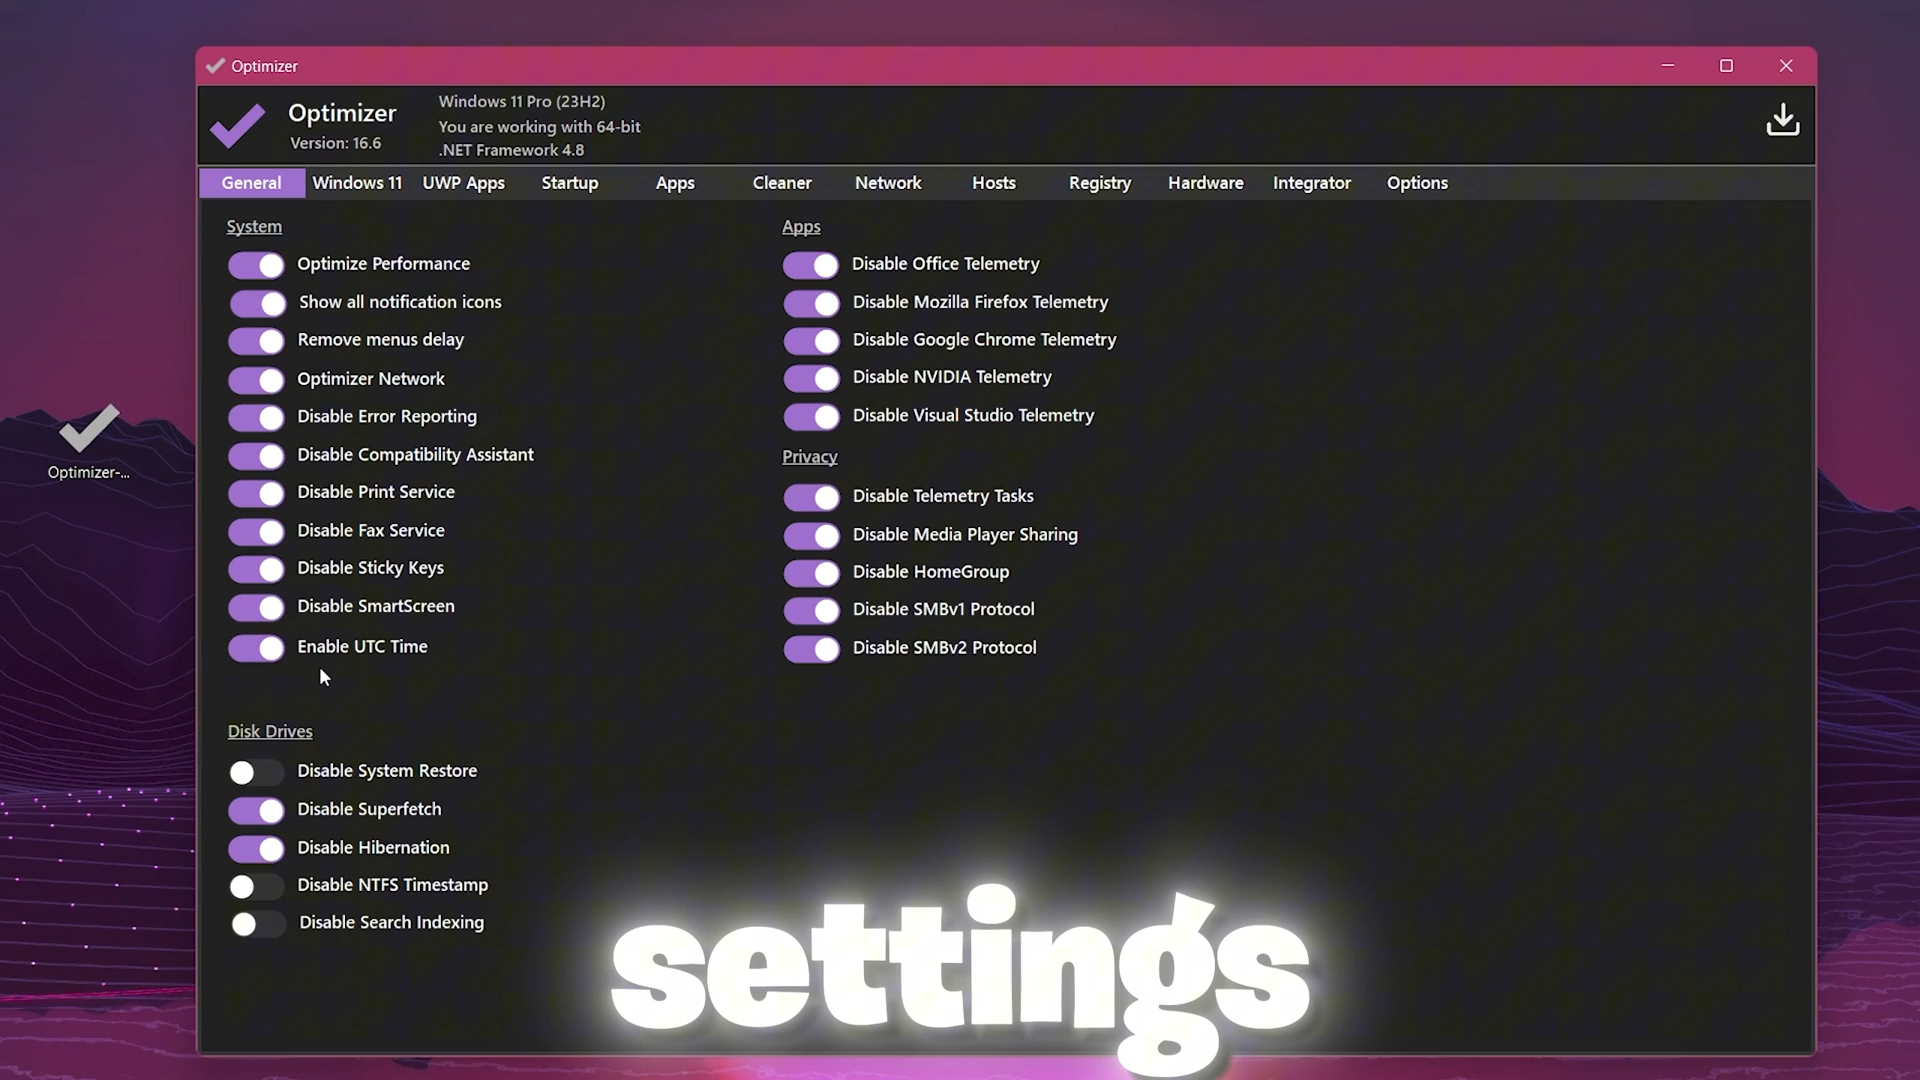 Optimizer
Optimizer
Version: 16.6
Windows 11 Pro (23H2)
You are working with 64-bit
.NET Framework 4.8
General Windows 11 UWP Apps Startup Apps Cleaner Network Hosts Registry Hardware Integrator Options
System
Optimize Performance
Show all notification icons
Remove menus delay
Optimizer Network
Disable Error Reporting
Disable Compatibility Assistant
Disable Print Service
Disable Fax Service
Disable Sticky Keys
Disable SmartScreen
Enable UTC Time
Disk Drives
Disable System Restore
Disable Superfetch
Disable Hibernation
Disable NTFS Timestamp
Disable Search Indexing
Apps
Disable Office Telemetry
Disable Mozilla Firefox Telemetry
Disable Google Chrome Telemetry
Disable NVIDIA Telemetry
Disable Visual Studio Telemetry
Privacy
Disable Telemetry Tasks
Disable Media Player Sharing
Disable HomeGroup
Disable SMBv1 Protocol
Disable SMBv2 Protocol
Optimizer-...
settings